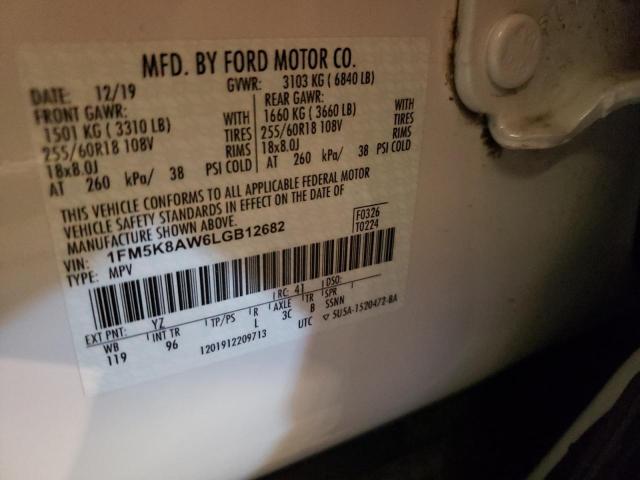 MFD. BY FORD MOTOR CO.
DATE: 12/19 GVWR: 3103 KG ( 6840 LB)
FRONT GAWR: REAR GAWR:
1501 KG ( 3310 LB) WITH 1660 KG ( 3660 LB) WITH
255/60R18 108V TIRES 255/60R18 108V TIRES
18x8.0J RIMS 18x8.0J RIMS
AT 260 kPa/ 38 PSI COLD AT 260 kPa/ 38 PSI COLD
THIS VEHICLE CONFORMS TO ALL APPLICABLE FEDERAL MOTOR
VEHICLE SAFETY STANDARDS IN EFFECT ON THE DATE OF
MANUFACTURE SHOWN ABOVE.
VIN: 1FM5K8AW6LGB12682 F0326
TYPE: MPV T0224
EXT PNT: YZ RC: 41 DSO:
WB INT TR TP/PS R AXLE TR SPR
119 96 L 3C B SSNN
1201912209713 UTC ▽ 5U5A-1520472-BA